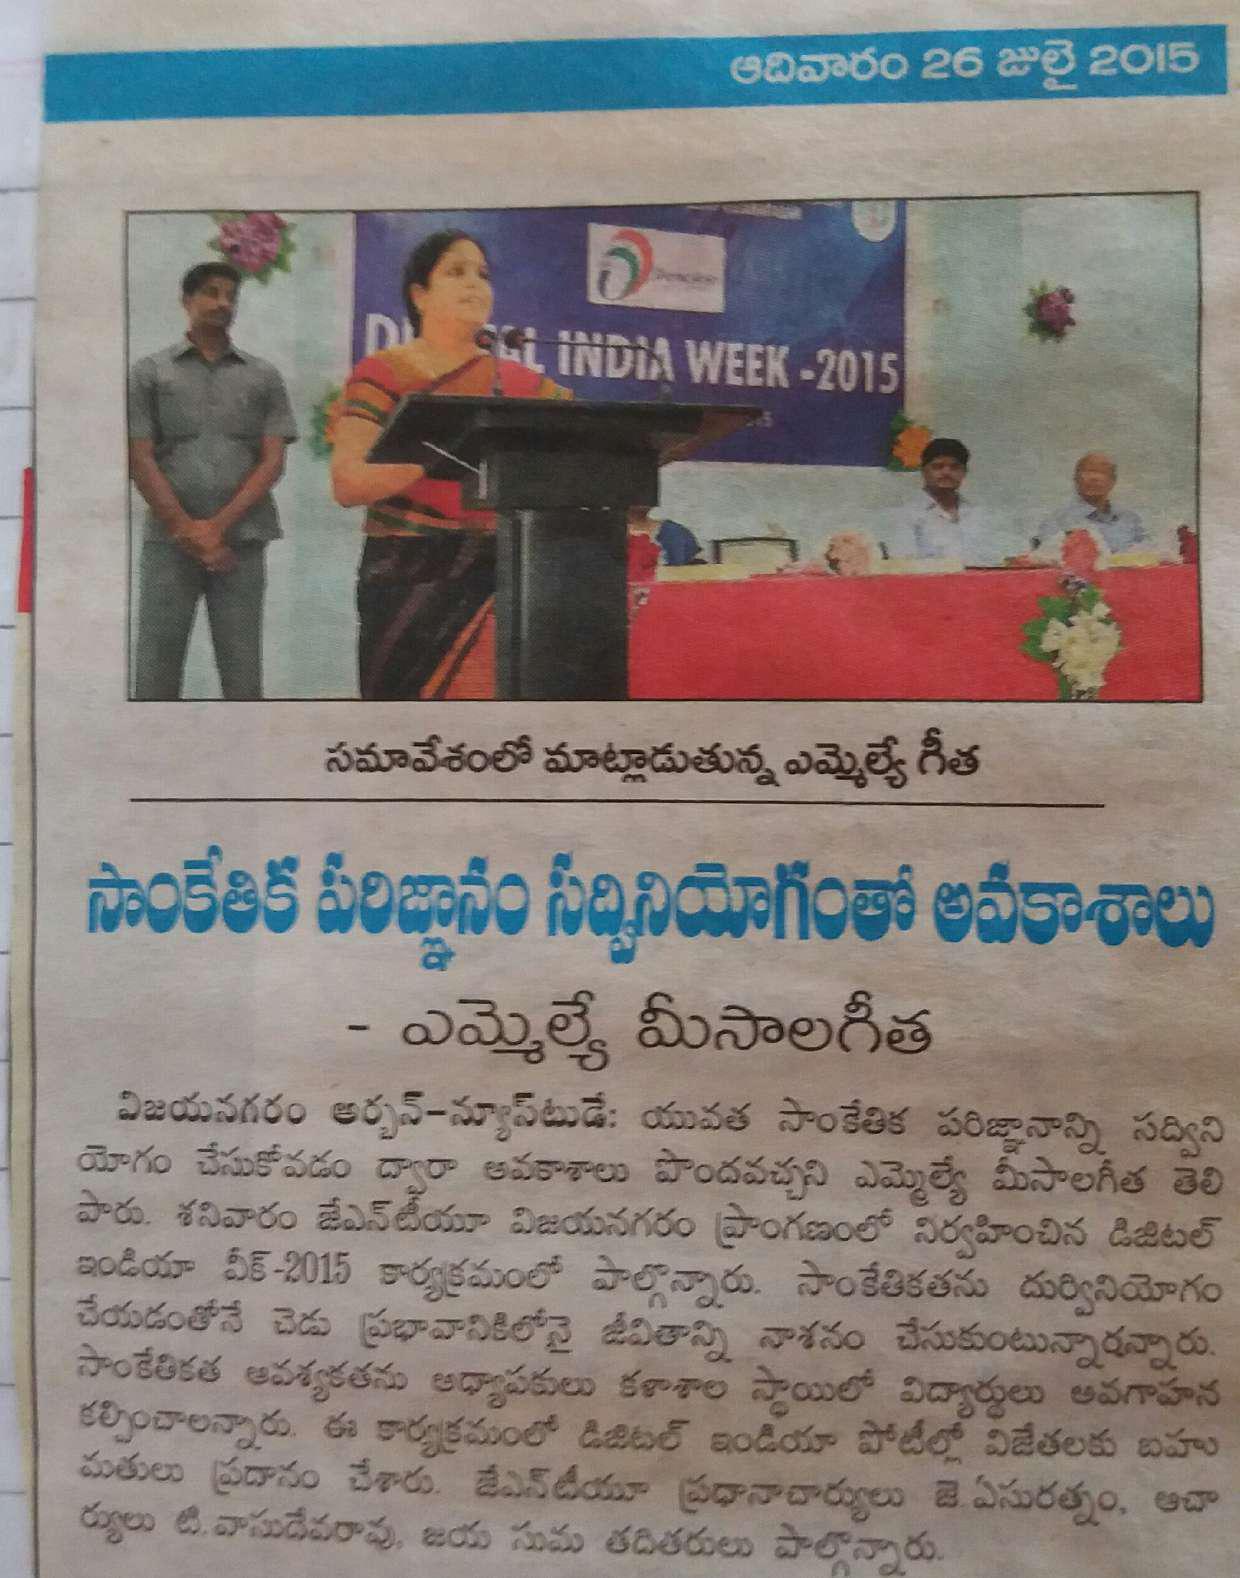 ఆదివారం 26 జులై 2015
DI TAL INDIA WEEK -2015
సమావేశంలో మాట్లాడుతున్న ఎమ్మెల్యే గీత
సాంకేతిక పరిజ్ఞానం సద్వినియోగంతో అవకాశాలు
- ఎమ్మెల్యే మీసాలగీత
విజయనగరం అర్బన్-న్యూస్‌టుడే: యువత సాంకేతిక పరిజ్ఞానాన్ని సద్విని
యోగం చేసుకోవడం ద్వారా అవకాశాలు పొందవచ్చని ఎమ్మెల్యే మీసాలగీత తెలి
పారు. శనివారం జేఎన్‌టీయూ విజయనగరం ప్రాంగణంలో నిర్వహించిన డిజిటల్
ఇండియా వీక్-2015 కార్యక్రమంలో పాల్గొన్నారు. సాంకేతికతను దుర్వినియోగం
చేయడంతోనే చెడు ప్రభావానికిలోనై జీవితాన్ని నాశనం చేసుకుంటున్నారన్నారు.
సాంకేతికత ఆవశ్యకతను అధ్యాపకులు కళాశాల స్థాయిలో విద్యార్థులు అవగాహన
కల్పించాలన్నారు. ఈ కార్యక్రమంలో డిజిటల్ ఇండియా పోటీల్లో విజేతలకు బహు
మతులు ప్రదానం చేశారు. జేఎన్‌టీయూ ప్రధానాచార్యులు జె.ఏసురత్నం, ఆచా
ర్యులు టి.వాసుదేవరావు, జయ సుమ తదితరులు పాల్గొన్నారు.